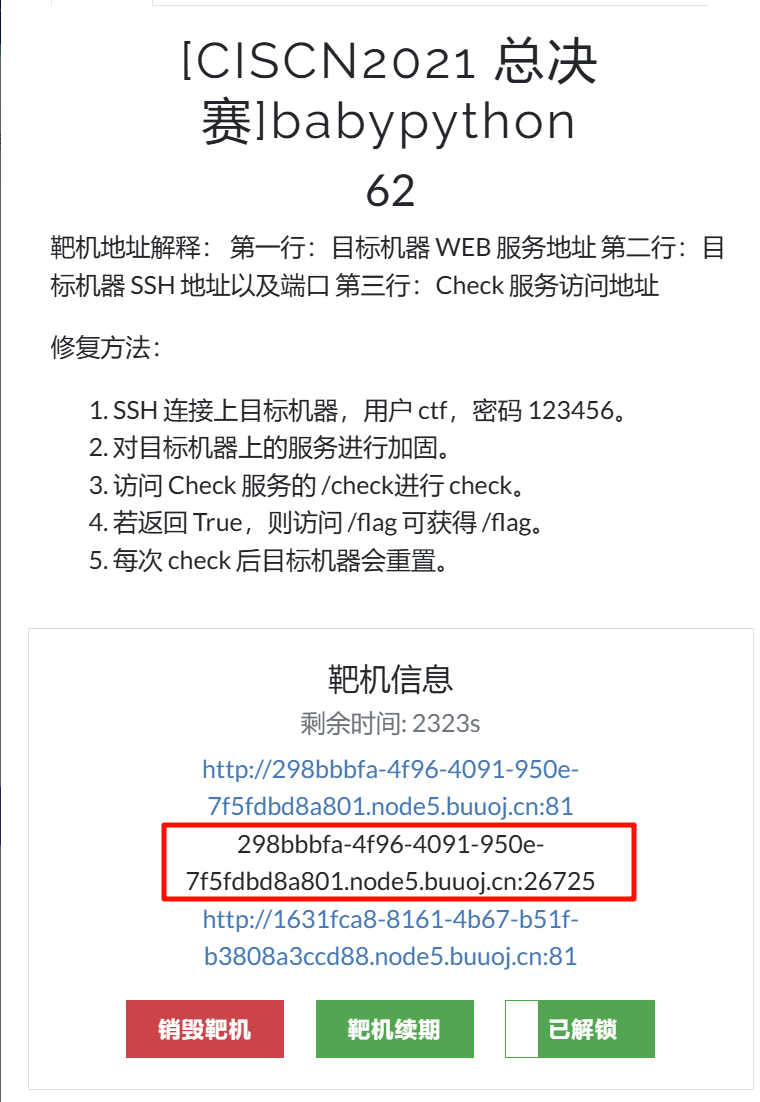 [CISCN2021 总决
赛]babypython
62
靶机地址解释： 第一行：目标机器 WEB 服务地址 第二行：目
标机器 SSH 地址以及端口 第三行：Check 服务访问地址
修复方法：
1. SSH 连接上目标机器，用户 ctf，密码 123456。
2. 对目标机器上的服务进行加固。
3. 访问 Check 服务的 /check进行 check。
4. 若返回 True，则访问 /flag 可获得 /flag。
5. 每次 check 后目标机器会重置。
靶机信息
剩余时间: 2323s
http://298bbbfa-4f96-4091-950e-
7f5fdbd8a801.node5.buuoj.cn:81
298bbbfa-4f96-4091-950e-
7f5fdbd8a801.node5.buuoj.cn:26725
http://1631fca8-8161-4b67-b51f-
b3808a3ccd88.node5.buuoj.cn:81
销毁靶机 靶机续期 已解锁